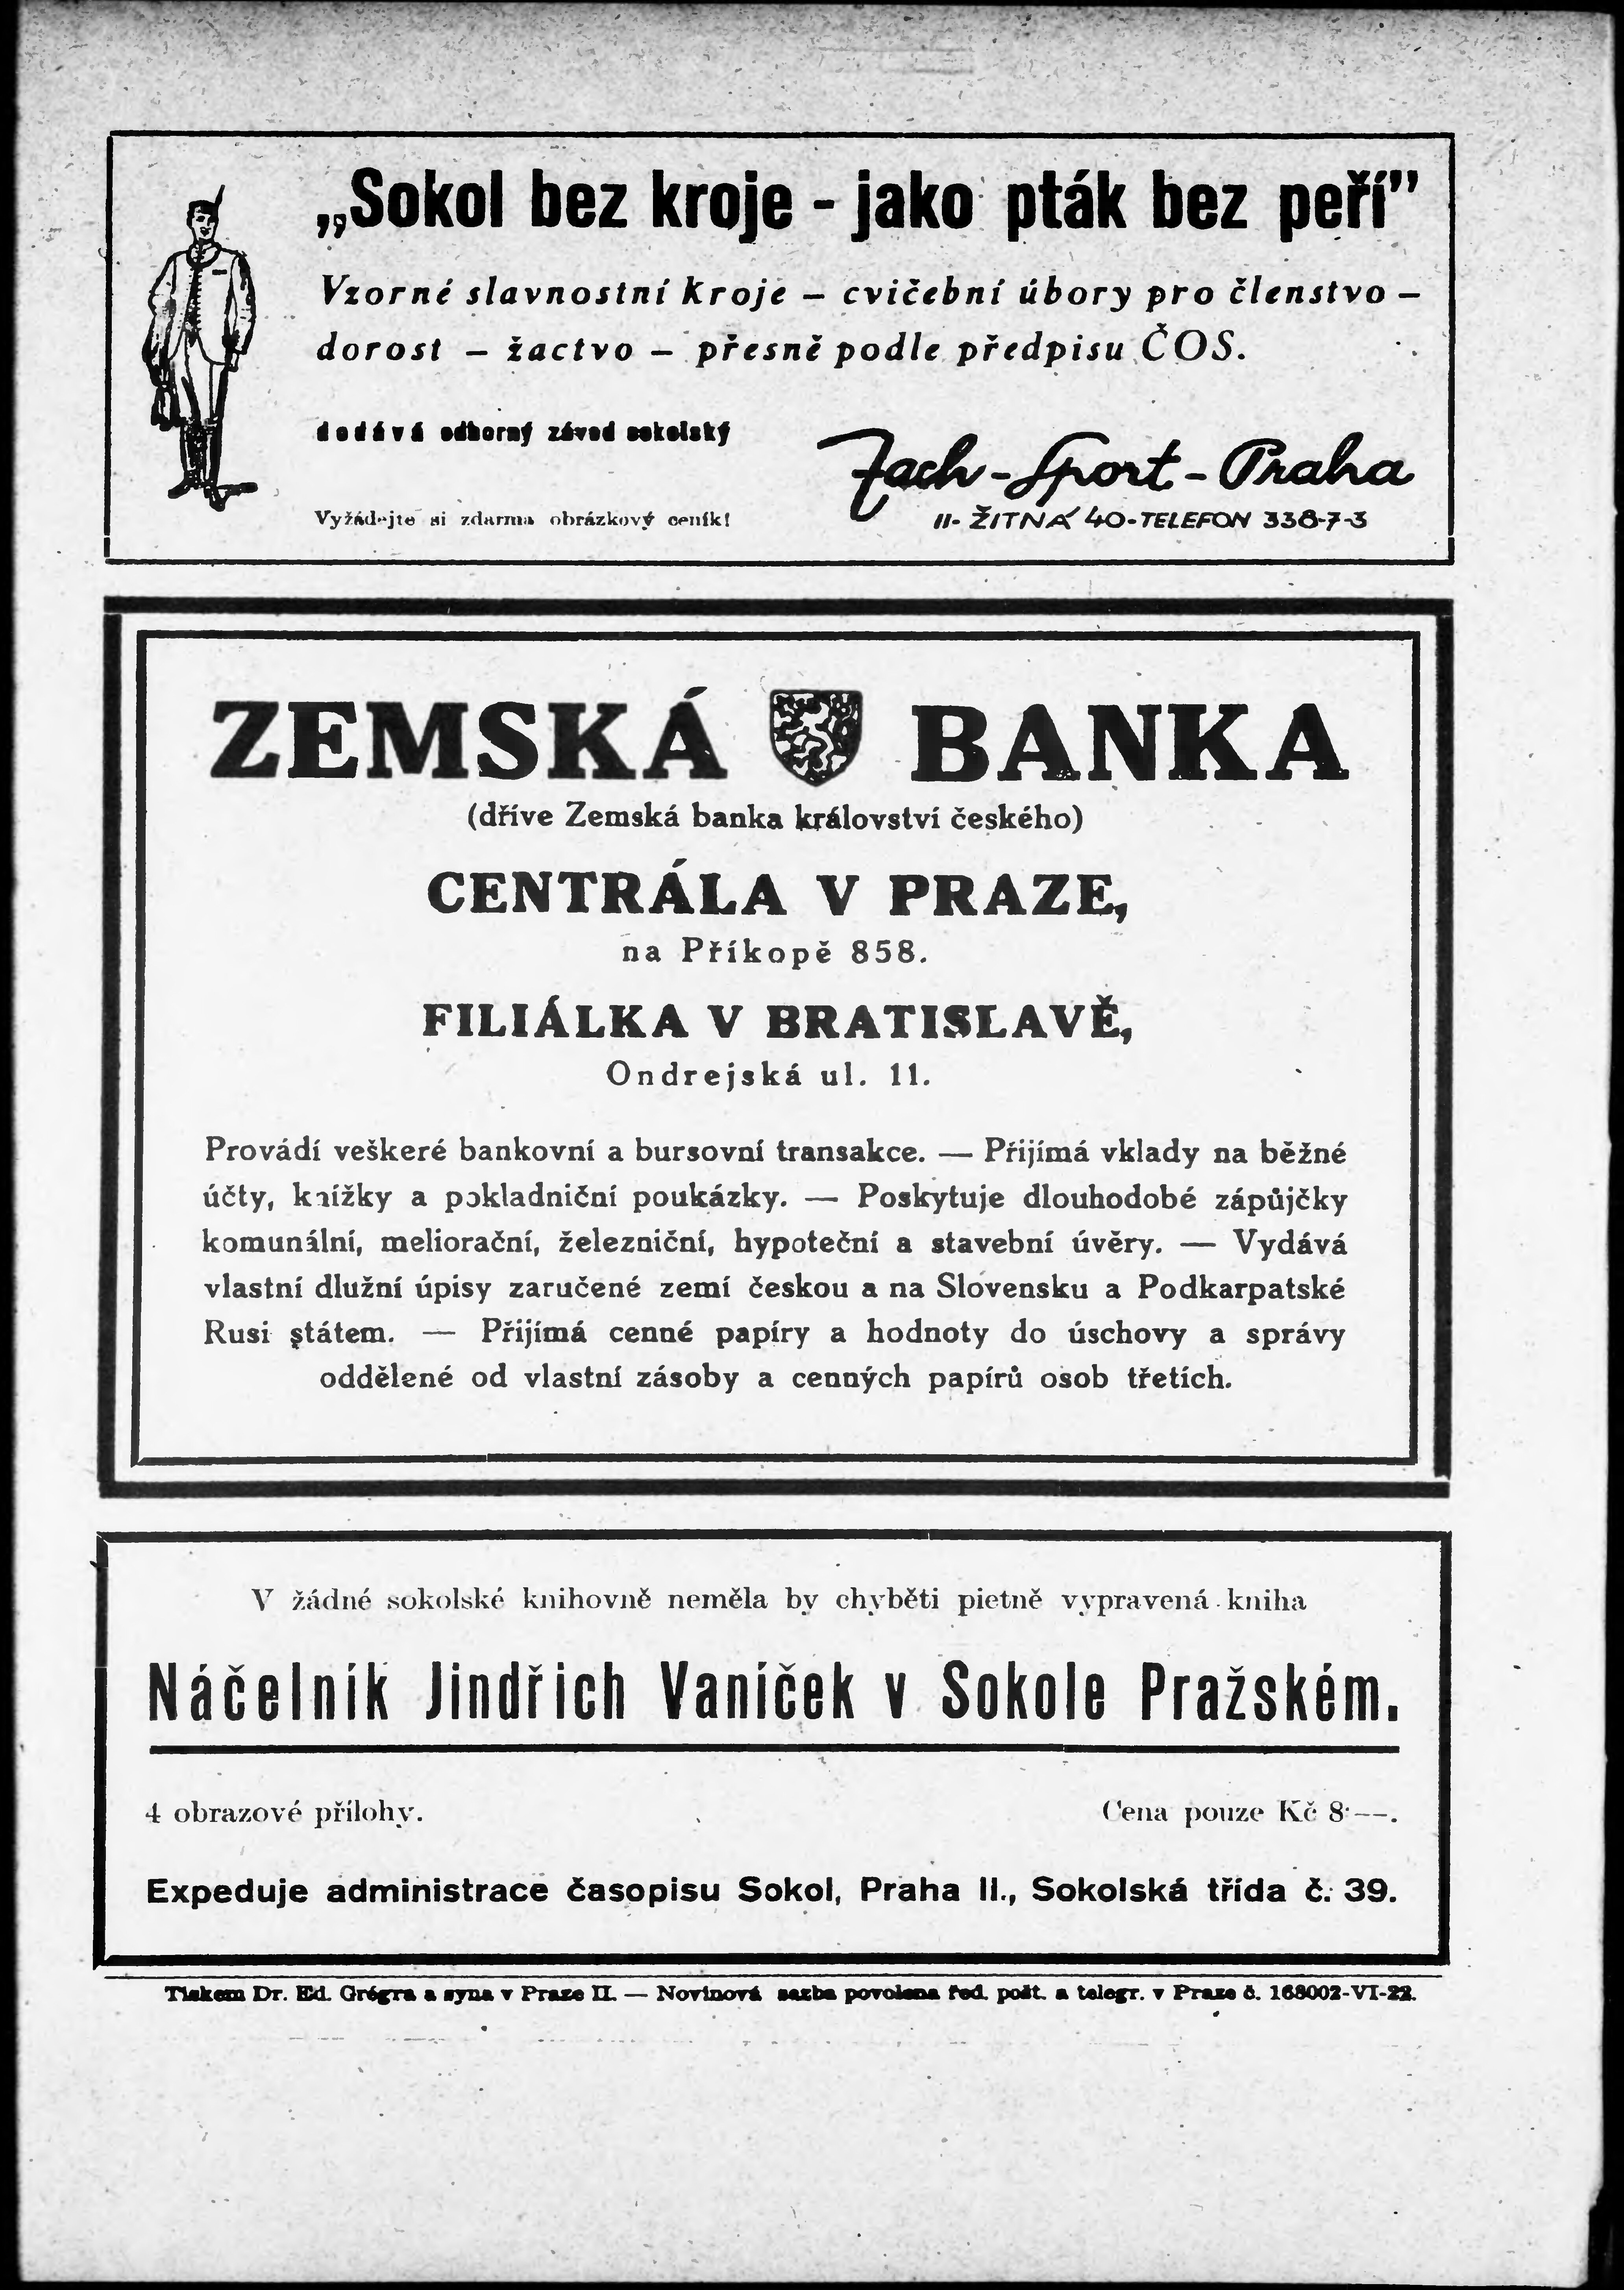 „Sokol bez kroje - jako pták bez peří”
Vzorné slavnostní kroje – cvičební úbory pro členstvo –
dorost – žactvo – přesně podle předpisu ČOS.
dodává odborný závod sokolský
Zach-Sport-Praha
Vyžádejte si zdarma obrázkový ceník!
II- ŽITNÁ 40-TELEFON 338-7-3
ZEMSKÁ BANKA
(dříve Zemská banka království českého)
CENTRÁLA V PRAZE,
na Příkopě 858.
FILIÁLKA V BRATISLAVĚ,
Ondrejská ul. 11.
Provádí veškeré bankovní a bursovní transakce. — Přijímá vklady na běžné
účty, knížky a pokladniční poukázky. — Poskytuje dlouhodobé zápůjčky
komunální, meliorační, železniční, hypoteční a stavební úvěry. — Vydává
vlastní dlužní úpisy zaručené zemí českou a na Slovensku a Podkarpatské
Rusi státem. — Přijímá cenné papíry a hodnoty do úschovy a správy
oddělené od vlastní zásoby a cenných papírů osob třetích.
V žádné sokolské knihovně neměla by chyběti pietně vypravená kniha
Náčelník Jindřich Vaníček v Sokole Pražském.
4 obrazové přílohy. Cena pouze Kč 8·—.
Expeduje administrace časopisu Sokol, Praha II., Sokolská třída č. 39.
Tiskem Dr. Ed. Grégra a syna v Praze II. — Novinová sazba povolena řed. pošt. a telegr. v Praze č. 168002-VI-22.